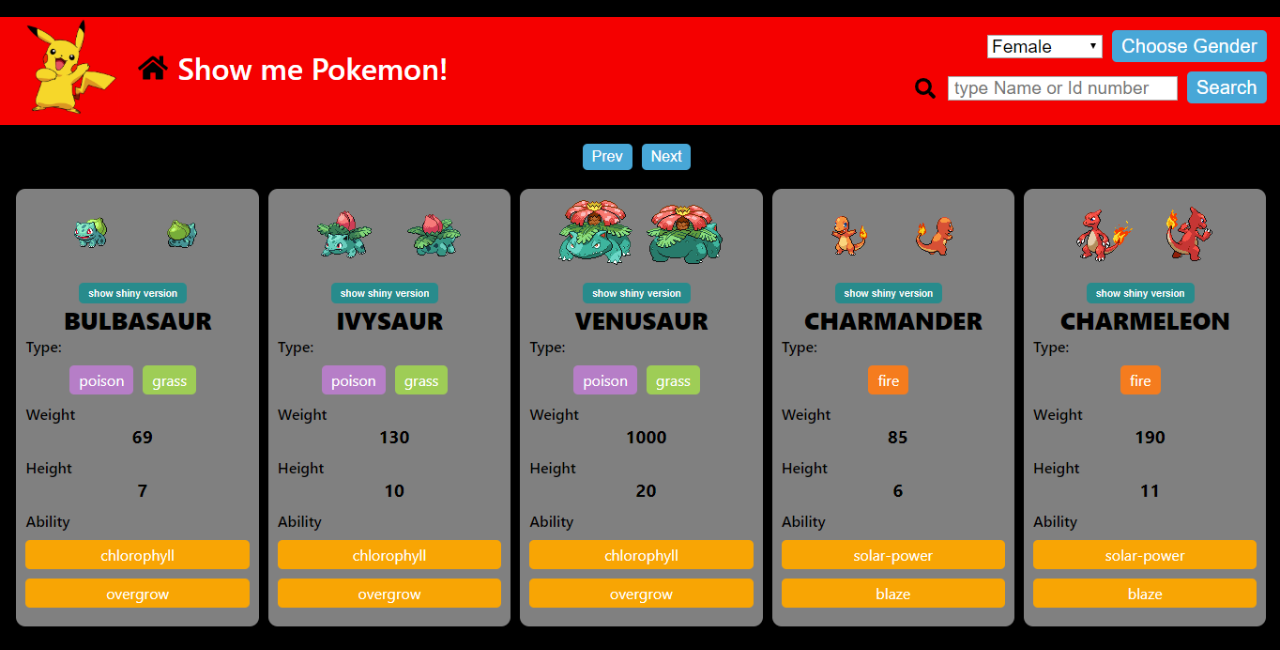 Show me Pokemon!
Female
Choose Gender
type Name or Id number
Search
Prev Next
show shiny version
BULBASAUR
Type:
poison grass
Weight
69
Height
7
Ability
chlorophyll
overgrow
show shiny version
IVYSAUR
Type:
poison grass
Weight
130
Height
10
Ability
chlorophyll
overgrow
show shiny version
VENUSAUR
Type:
poison grass
Weight
1000
Height
20
Ability
chlorophyll
overgrow
show shiny version
CHARMANDER
Type:
fire
Weight
85
Height
6
Ability
solar-power
blaze
show shiny version
CHARMELEON
Type:
fire
Weight
190
Height
11
Ability
solar-power
blaze